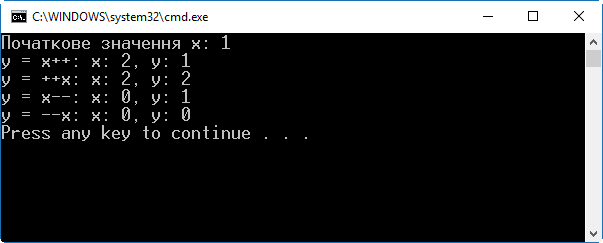 C:\WINDOWS\system32\cmd.exe
Початкове значення x: 1
y = x++: x: 2, y: 1
y = ++x: x: 2, y: 2
y = x--: x: 0, y: 1
y = --x: x: 0, y: 0
Press any key to continue . . .